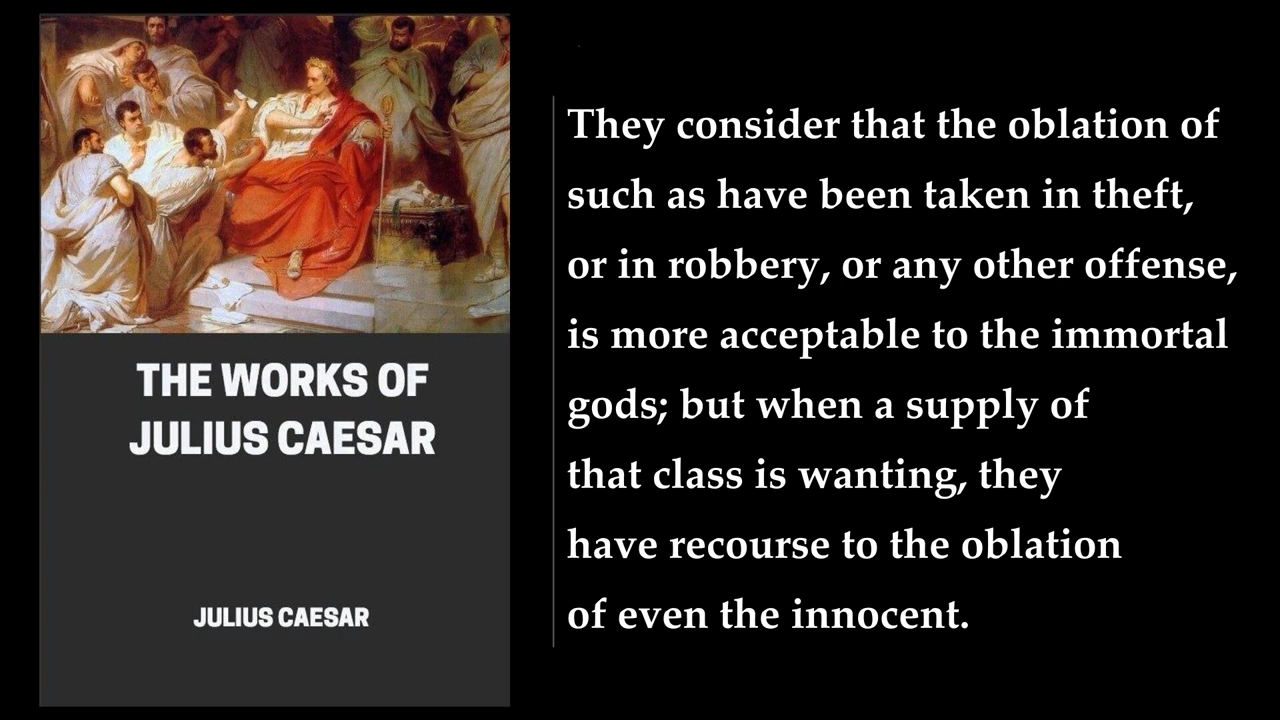 THE WORKS OF
JULIUS CAESAR
JULIUS CAESAR
They consider that the oblation of
such as have been taken in theft,
or in robbery, or any other offense,
is more acceptable to the immortal
gods; but when a supply of
that class is wanting, they
have recourse to the oblation
of even the innocent.